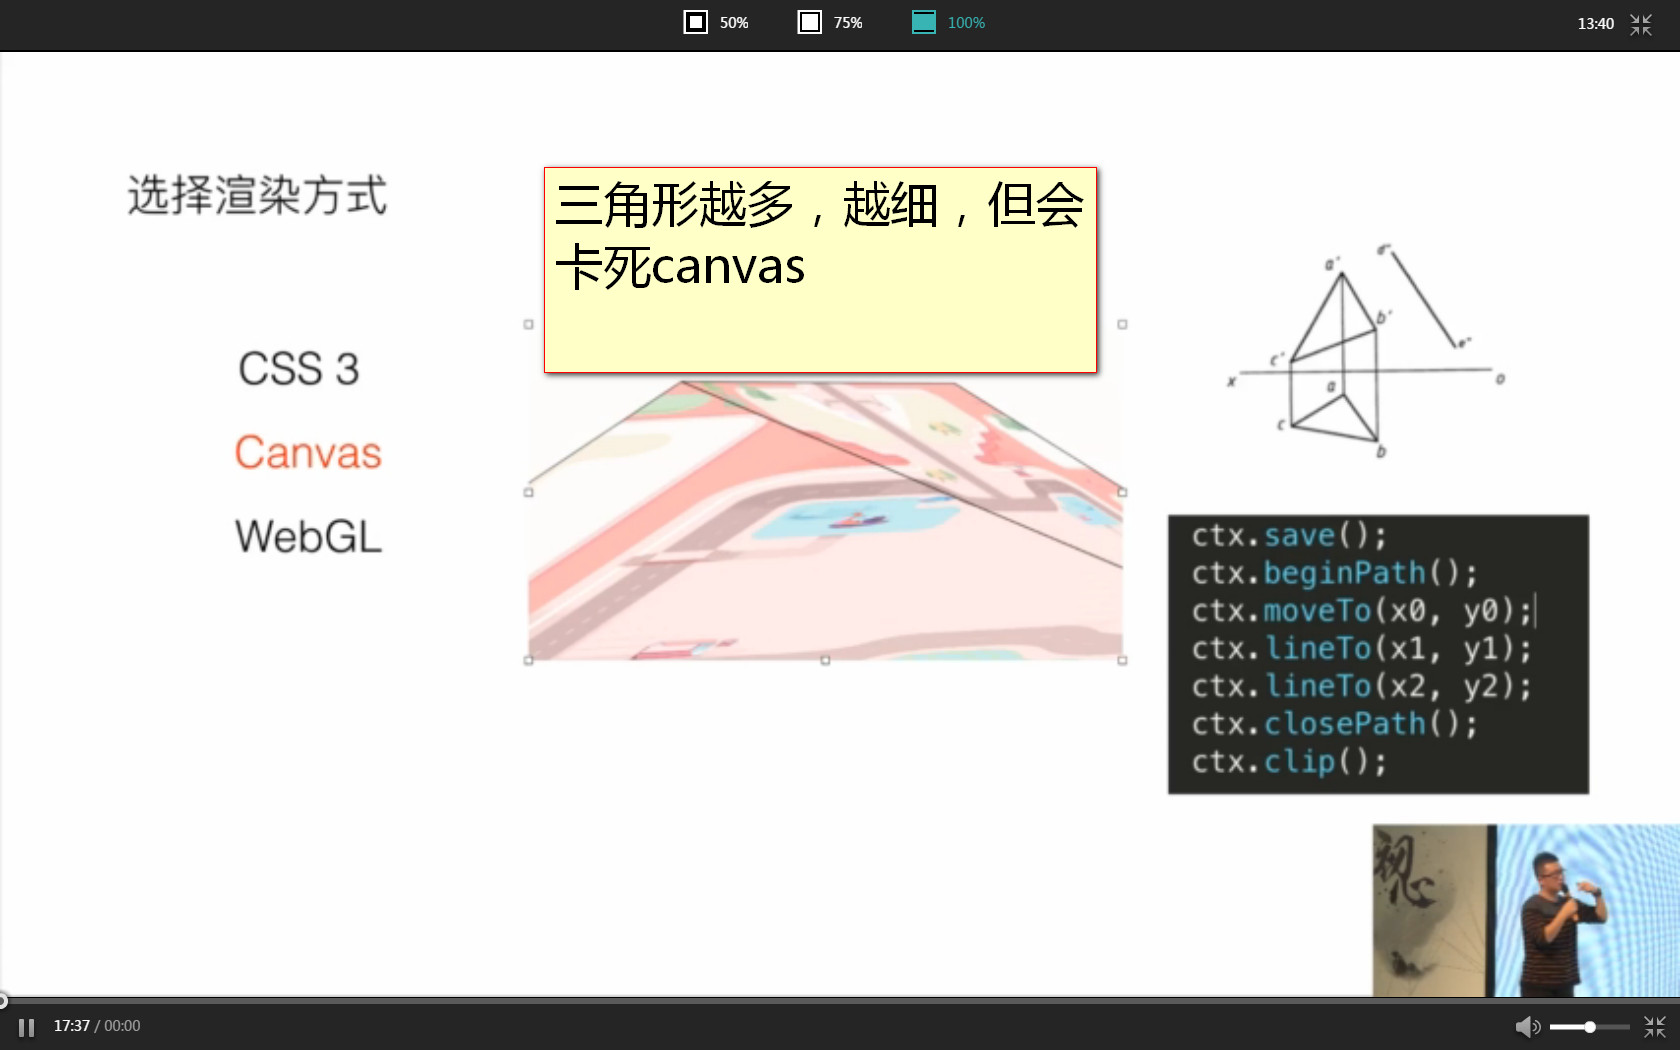 50%
75%
100%
13:40
选择渲染方式
三角形越多，越细，但会
卡死canvas
CSS 3
Canvas
WebGL
a'
b'
c'
x
o
a
c
b
ctx.save();
ctx.beginPath();
ctx.moveTo(x0, y0);
ctx.lineTo(x1, y1);
ctx.lineTo(x2, y2);
ctx.closePath();
ctx.clip();
17:37 / 00:00